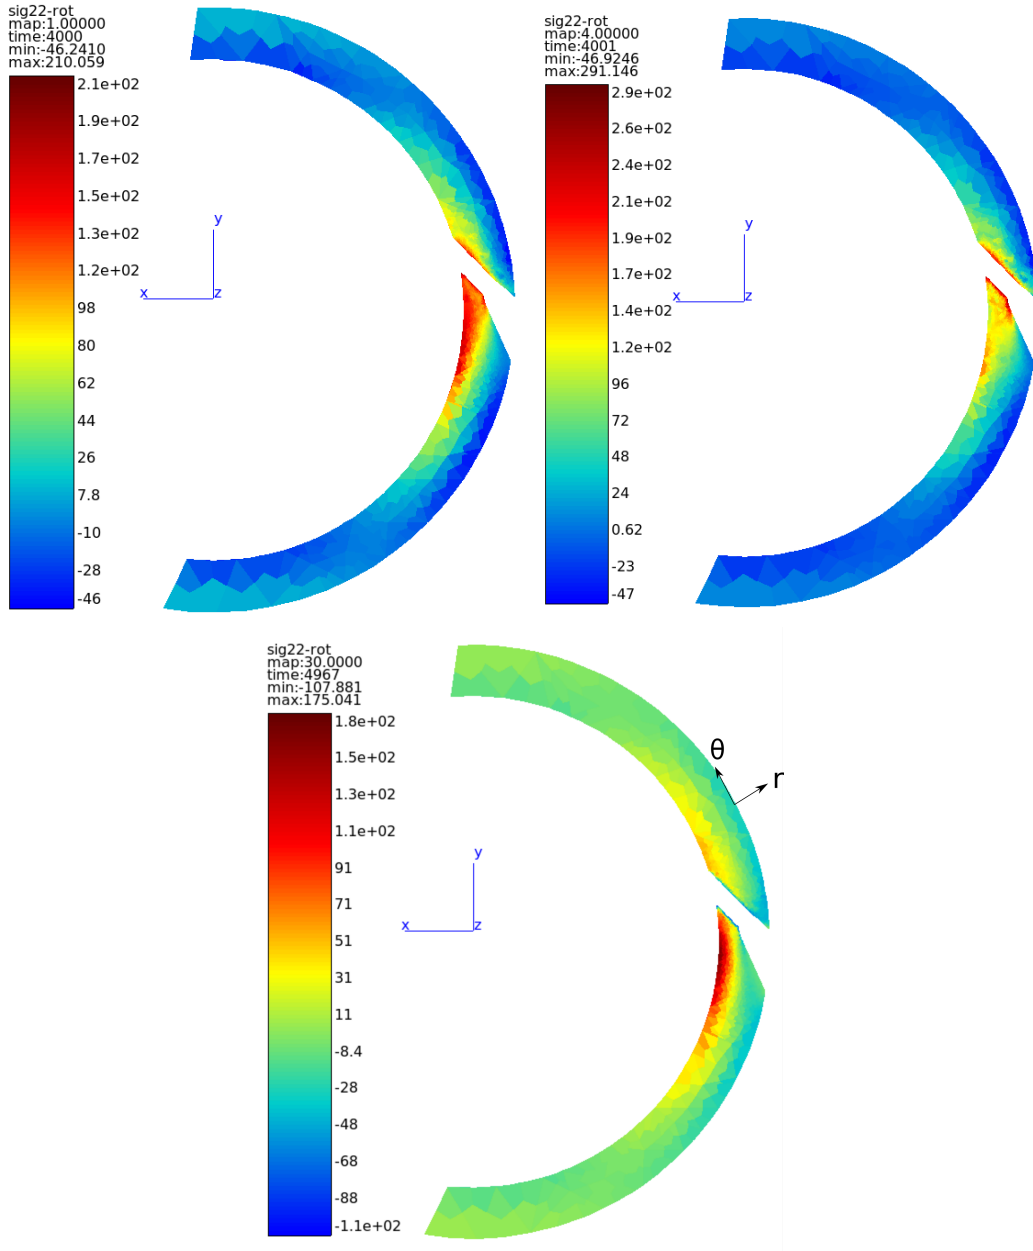 sig22-rot
map:1.00000
time:4000
min:-46.2410
max:210.059
2.1e+02
1.9e+02
1.7e+02
1.5e+02
1.3e+02
1.2e+02
98
80
62
44
26
7.8
-10
-28
-46
y
x
z
sig22-rot
map:4.00000
time:4001
min:-46.9246
max:291.146
2.9e+02
2.6e+02
2.4e+02
2.1e+02
1.9e+02
1.7e+02
1.4e+02
1.2e+02
96
72
48
24
0.62
-23
-47
y
x
z
sig22-rot
map:30.0000
time:4967
min:-107.881
max:175.041
1.8e+02
1.5e+02
1.3e+02
1.1e+02
91
71
51
31
11
-8.4
-28
-48
-68
-88
-1.1e+02
θ
r
y
x
z